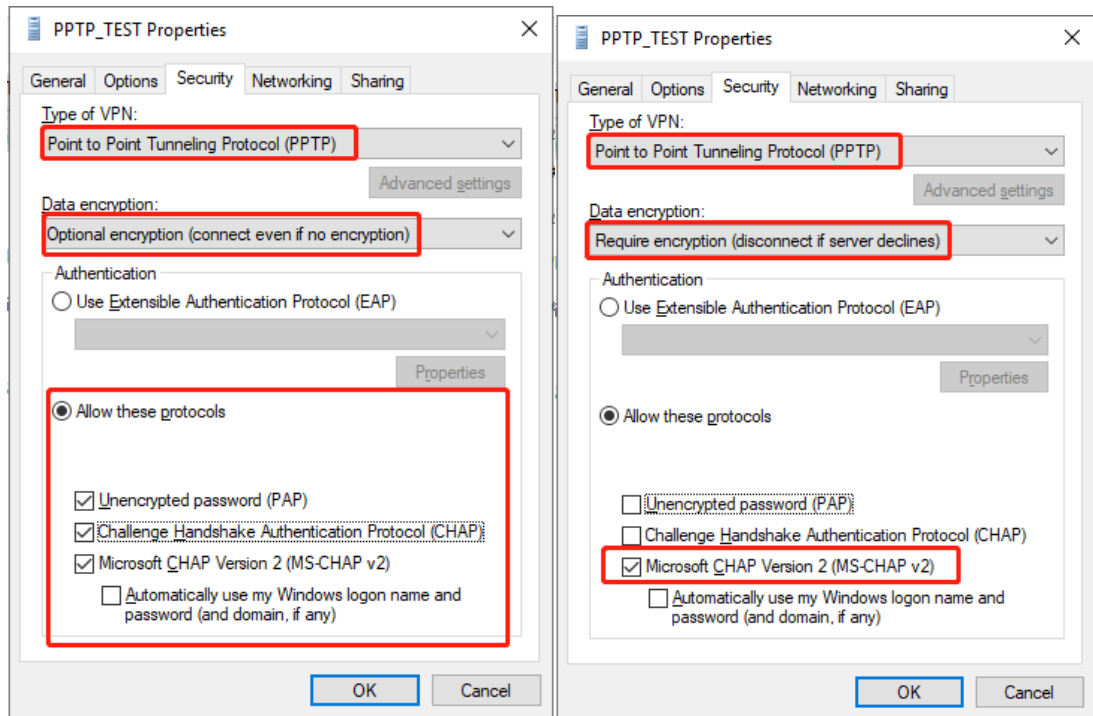 PPTP_TEST Properties
General Options Security Networking Sharing
Type of VPN:
Point to Point Tunneling Protocol (PPTP)
Advanced settings
Data encryption:
Optional encryption (connect even if no encryption)
Authentication
Use Extensible Authentication Protocol (EAP)
Properties
Allow these protocols
Unencrypted password (PAP)
Challenge Handshake Authentication Protocol (CHAP)
Microsoft CHAP Version 2 (MS-CHAP v2)
Automatically use my Windows logon name and
password (and domain, if any)
OK Cancel
PPTP_TEST Properties
General Options Security Networking Sharing
Type of VPN:
Point to Point Tunneling Protocol (PPTP)
Advanced settings
Data encryption:
Require encryption (disconnect if server declines)
Authentication
Use Extensible Authentication Protocol (EAP)
Properties
Allow these protocols
Unencrypted password (PAP)
Challenge Handshake Authentication Protocol (CHAP)
Microsoft CHAP Version 2 (MS-CHAP v2)
Automatically use my Windows logon name and
password (and domain, if any)
OK Cancel